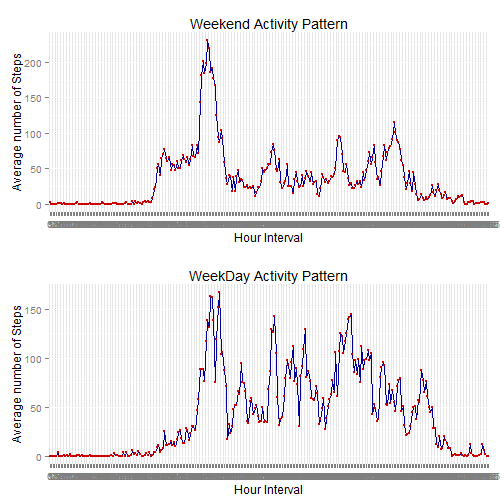 Weekend Activity Pattern
Average number of Steps
200
150
100
50
0
Hour Interval
WeekDay Activity Pattern
Average number of Steps
150
100
50
0
Hour Interval